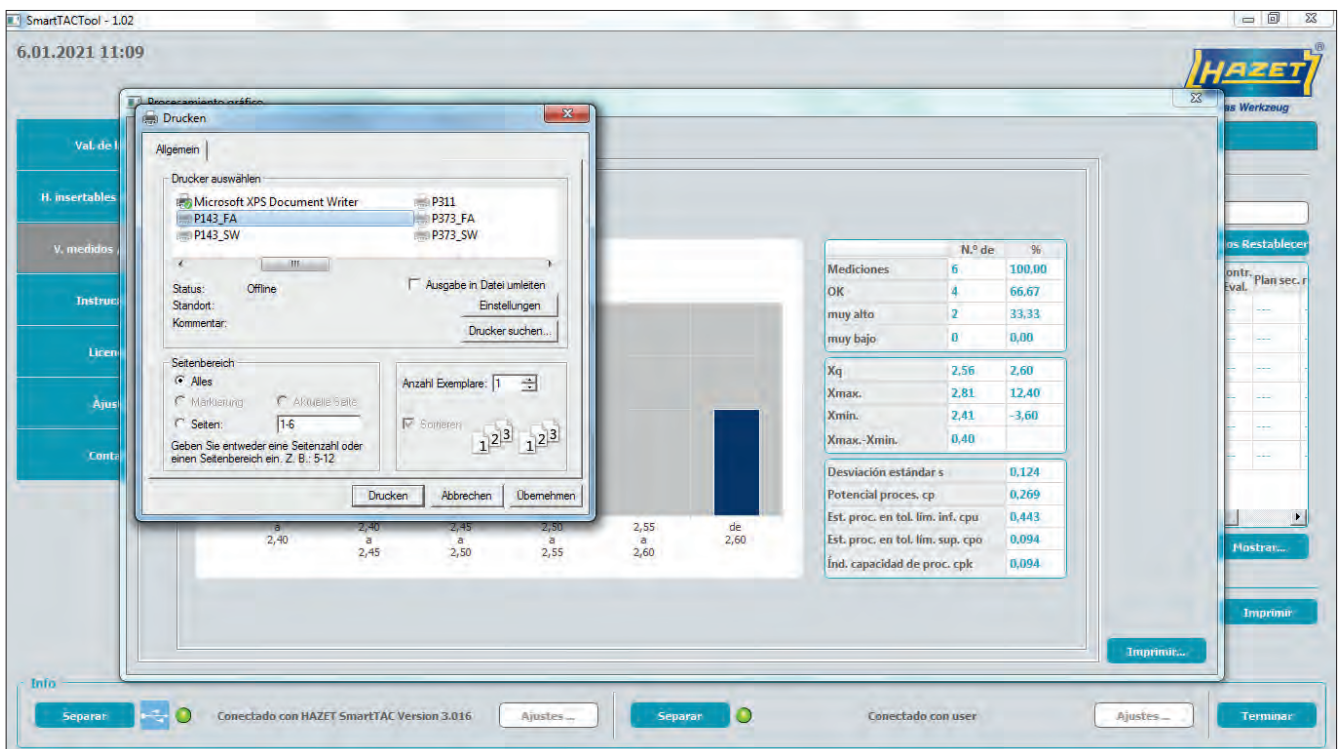 SmartTACTool - 1.02
6.01.2021 11:09
HAZET®
as Werkzeug
Procesamiento gráfico
Drucken
Allgemein
Drucker auswählen
Microsoft XPS Document Writer
P311
P143_FA
P373_FA
P143_SW
P373_SW
Status: Offline
Ausgabe in Datei umleiten
Standort:
Einstellungen
Kommentar:
Drucker suchen...
Seitenbereich
Alles
Anzahl Exemplare: 1
Markierung
Aktuelle Seite
Seiten: 1-6
Sortieren
1 2 3 1 2 3
Geben Sie entweder eine Seitenzahl oder
einen Seitenbereich ein. Z. B.: 5-12
Drucken Abbrechen Übernehmen
Val. de l
H. insertables
V. medidos
Instruc
Licen
Ajus
Conta
a 2,40 2,45 2,50 2,55 de
2,40 a a a a 2,60
2,45 2,50 2,55 2,60
N.º de %
Mediciones 6 100,00
OK 4 66,67
muy alto 2 33,33
muy bajo 0 0,00
Xq 2,56 2,60
Xmax. 2,81 12,40
Xmin. 2,41 -3,60
Xmax.-Xmin. 0,40
Desviación estándar s 0,124
Potencial proces. cp 0,269
Est. proc. en tol. lím. inf. cpu 0,443
Est. proc. en tol. lím. sup. cpo 0,094
Índ. capacidad de proc. cpk 0,094
os Restablecer
ontr. Plan sec. r
Eval.
--- ---
--- ---
--- ---
--- ---
--- ---
--- ---
Mostrar...
Imprimir
Imprimir...
Info
Separar
Conectado con HAZET SmartTAC Version 3.016
Ajustes ...
Separar
Conectado con user
Ajustes ...
Terminar